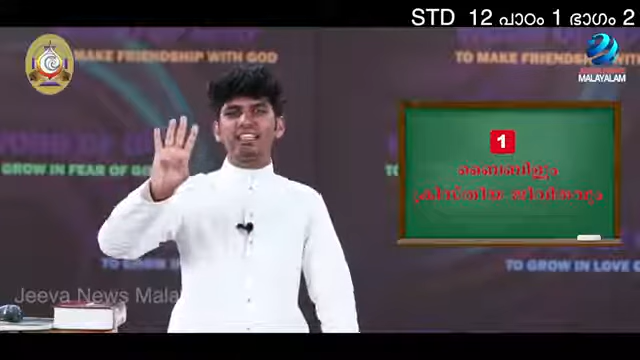 STD 12 പാഠം 1 ഭാഗം 2
MAKE FRIENDSHIP WITH GOD
TO MAKE FRIENDSHIP WITH
MALAYALAM
1
ബൈബിളും
ക്രിസ്തീയ ജീവിതവും
GROW IN FEAR OF GOD
TO GROW IN LOVE O
Jeeva News Mala